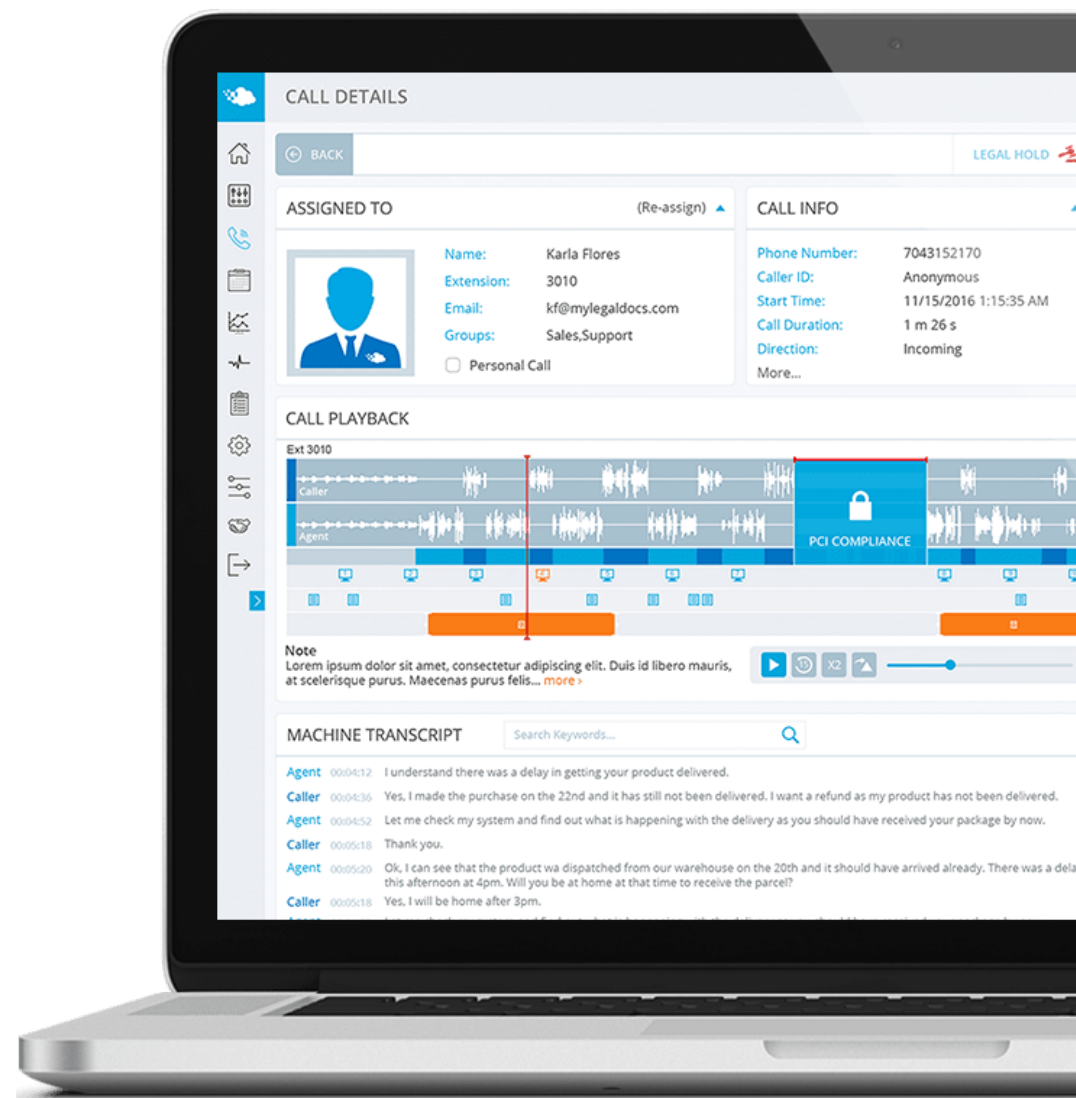 CALL DETAILS
BACK
LEGAL HOLD
ASSIGNED TO
(Re-assign)
Name: Karla Flores
Extension: 3010
Email: kf@mylegaldocs.com
Groups: Sales,Support
Personal Call
CALL INFO
Phone Number: 7043152170
Caller ID: Anonymous
Start Time: 11/15/2016 1:15:35 AM
Call Duration: 1 m 26 s
Direction: Incoming
More...
CALL PLAYBACK
Ext 3010
Caller
Agent
PCI COMPLIANCE
Note
Lorem ipsum dolor sit amet, consectetur adipiscing elit. Duis id libero mauris,
at scelerisque purus. Maecenas purus felis... more ›
15
X2
MACHINE TRANSCRIPT
Search Keywords...
Agent 00:04:12 I understand there was a delay in getting your product delivered.
Caller 00:04:36 Yes, I made the purchase on the 22nd and it has still not been delivered. I want a refund as my product has not been delivered.
Agent 00:04:52 Let me check my system and find out what is happening with the delivery as you should have received your package by now.
Caller 00:05:18 Thank you.
Agent 00:05:20 Ok, I can see that the product wa dispatched from our warehouse on the 20th and it should have arrived already. There was a dela
this afternoon at 4pm. Will you be at home at that time to receive the parcel?
Caller 00:05:18 Yes, I will be home after 3pm.